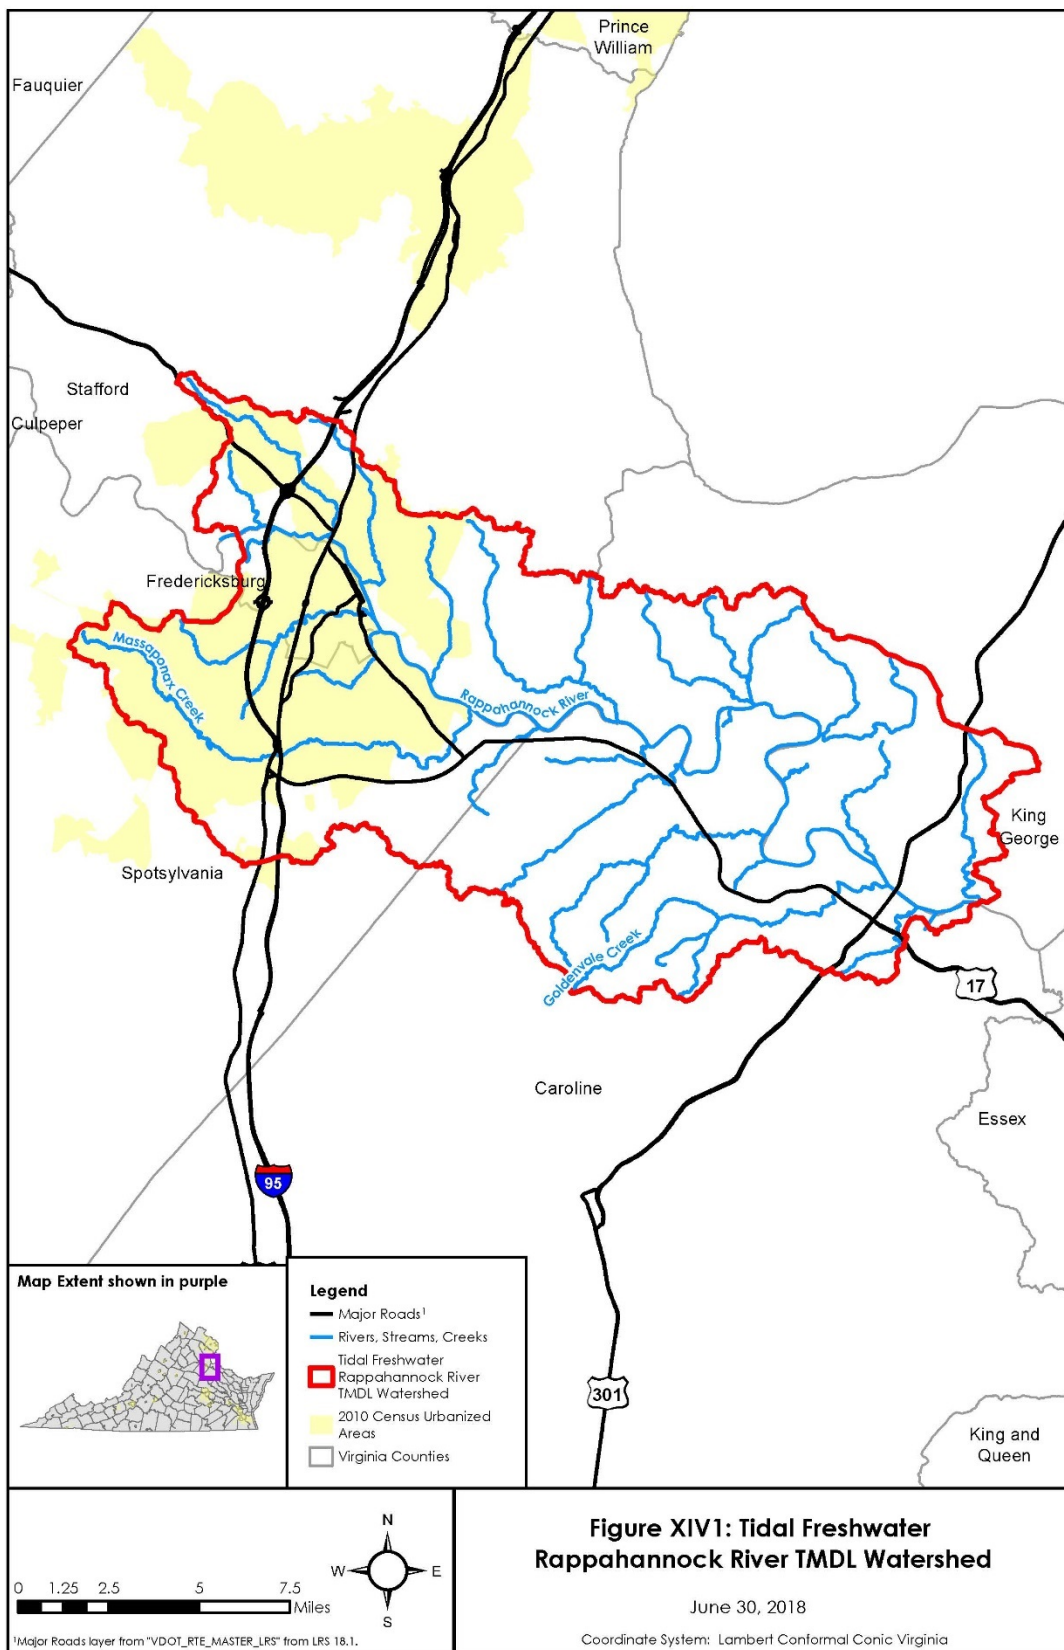 Prince
William
Fauquier
Stafford
Culpeper
Fredericksburg
Massaponax Creek
Rappahannock River
King
George
Spotsylvania
Goldenvale Creek
17
Caroline
Essex
95
301
King and
Queen
Map Extent shown in purple
Legend
Major Roads¹
Rivers, Streams, Creeks
Tidal Freshwater
Rappahannock River
TMDL Watershed
2010 Census Urbanized
Areas
Virginia Counties
N
W E
S
0 1.25 2.5 5 7.5
Miles
¹Major Roads layer from "VDOT_RTE_MASTER_LRS" from LRS 18.1.
Figure XIV1: Tidal Freshwater
Rappahannock River TMDL Watershed
June 30, 2018
Coordinate System: Lambert Conformal Conic Virginia